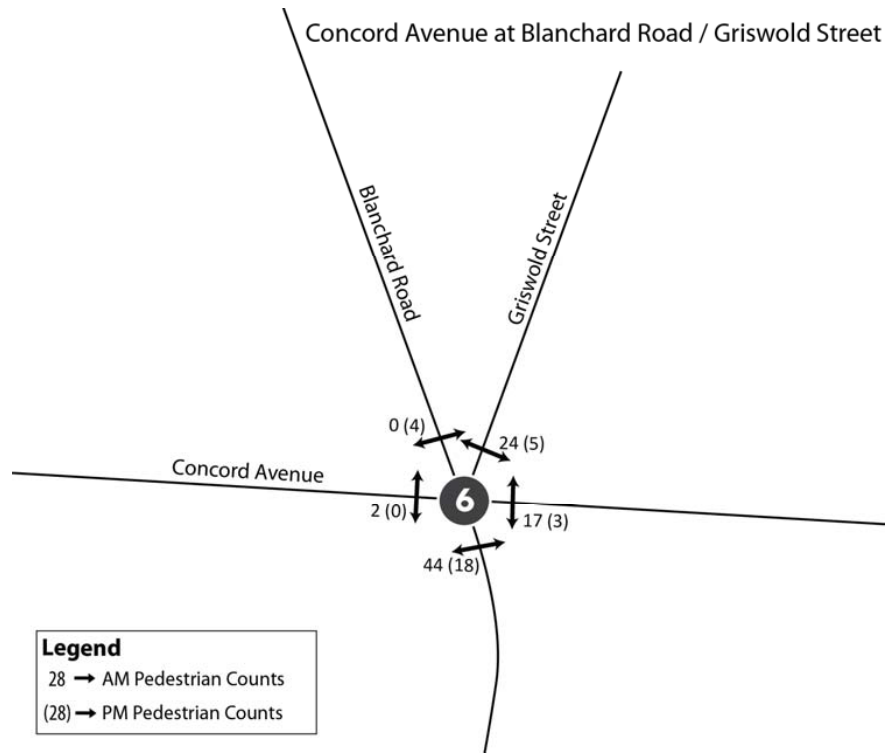 Concord Avenue at Blanchard Road / Griswold Street
Blanchard Road
Griswold Street
0 (4)
24 (5)
Concord Avenue
6
2 (0)
17 (3)
44 (18)
Legend
28 → AM Pedestrian Counts
(28) → PM Pedestrian Counts